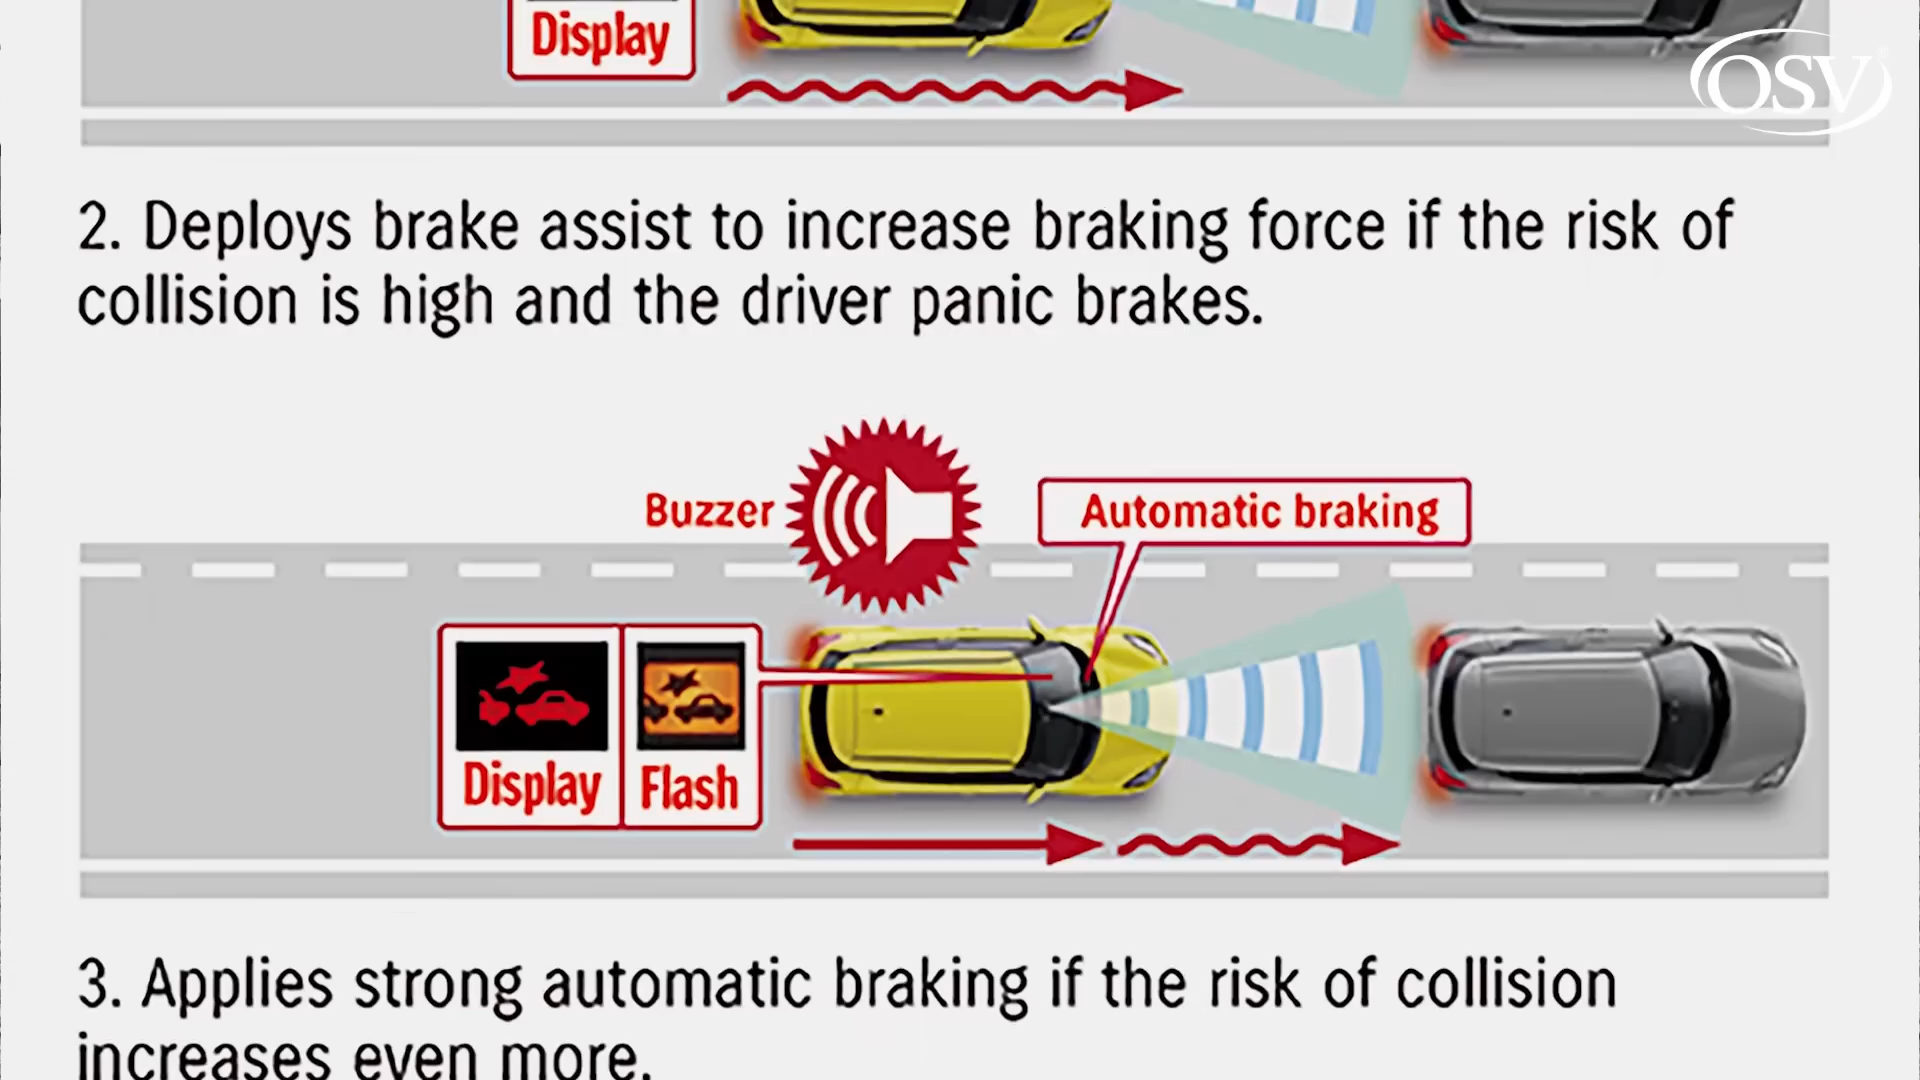 Display
OSV
2. Deploys brake assist to increase braking force if the risk of
collision is high and the driver panic brakes.
Buzzer
Automatic braking
Display
Flash
3. Applies strong automatic braking if the risk of collision
increases even more.